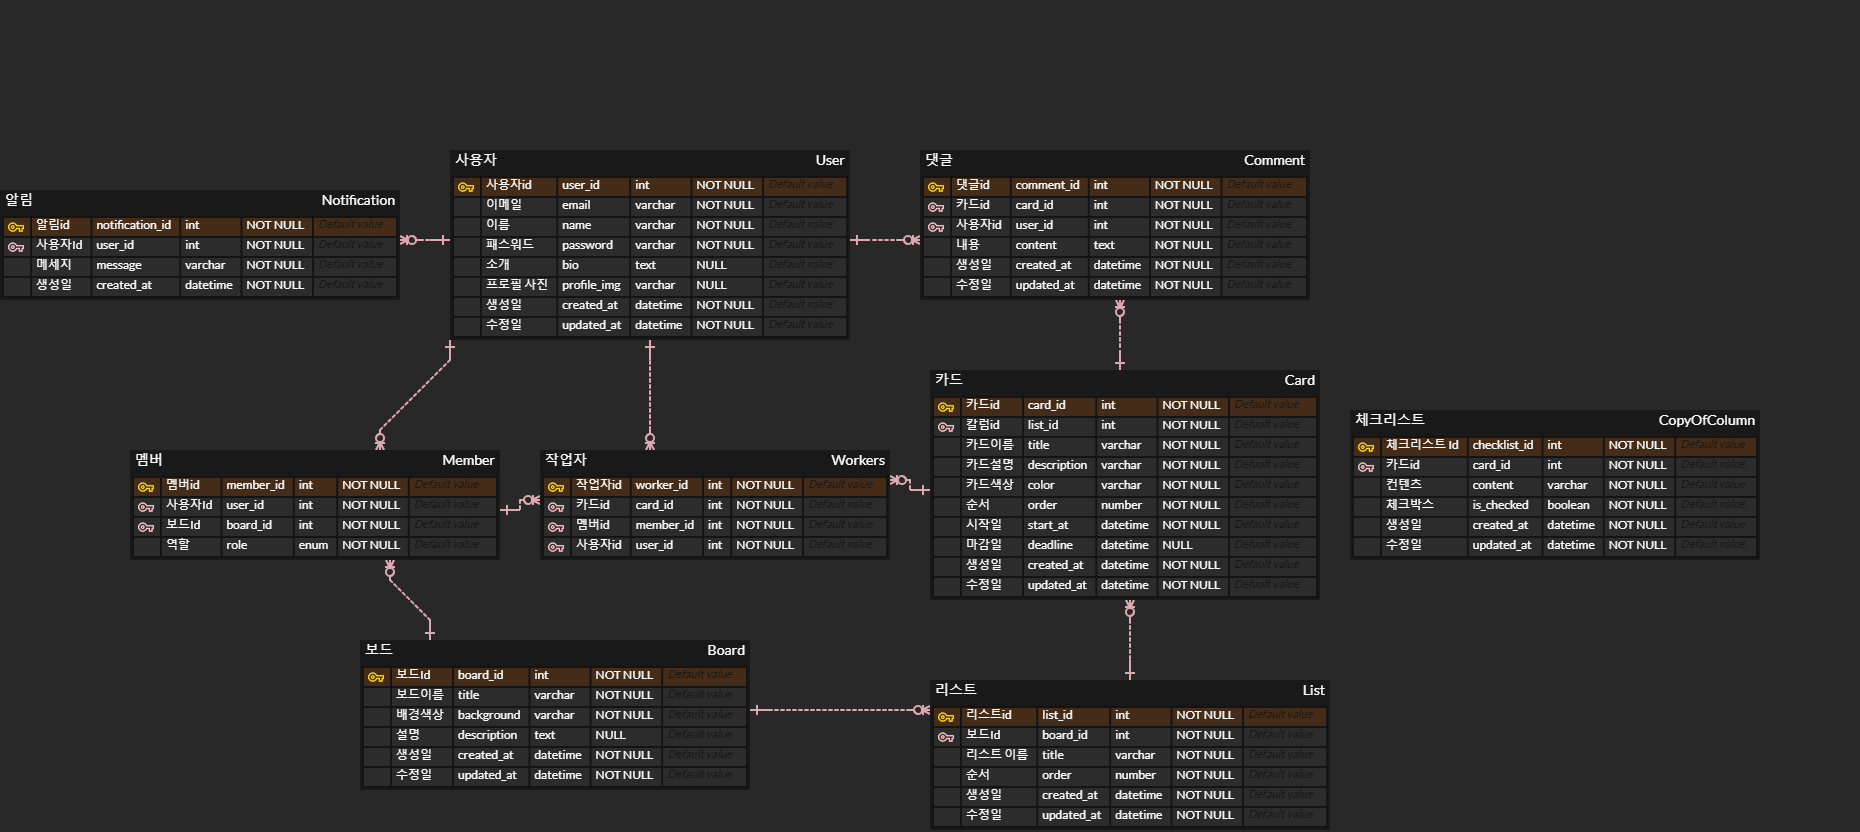 알림 Notification
알림id notification_id int NOT NULL Default value
사용자Id user_id int NOT NULL Default value
메세지 message varchar NOT NULL Default value
생성일 created_at datetime NOT NULL Default value
사용자 User
사용자id user_id int NOT NULL Default value
이메일 email varchar NOT NULL Default value
이름 name varchar NOT NULL Default value
패스워드 password varchar NOT NULL Default value
소개 bio text NULL Default value
프로필 사진 profile_img varchar NULL Default value
생성일 created_at datetime NOT NULL Default value
수정일 updated_at datetime NOT NULL Default value
댓글 Comment
댓글id comment_id int NOT NULL Default value
카드id card_id int NOT NULL Default value
사용자id user_id int NOT NULL Default value
내용 content text NOT NULL Default value
생성일 created_at datetime NOT NULL Default value
수정일 updated_at datetime NOT NULL Default value
멤버 Member
멤버id member_id int NOT NULL Default value
사용자Id user_id int NOT NULL Default value
보드Id board_id int NOT NULL Default value
역할 role enum NOT NULL Default value
작업자 Workers
작업자id worker_id int NOT NULL Default value
카드id card_id int NOT NULL Default value
멤버id member_id int NOT NULL Default value
사용자id user_id int NOT NULL Default value
카드 Card
카드id card_id int NOT NULL Default value
칼럼id list_id int NOT NULL Default value
카드이름 title varchar NOT NULL Default value
카드설명 description varchar NOT NULL Default value
카드색상 color varchar NOT NULL Default value
순서 order number NOT NULL Default value
시작일 start_at datetime NOT NULL Default value
마감일 deadline datetime NULL Default value
생성일 created_at datetime NOT NULL Default value
수정일 updated_at datetime NOT NULL Default value
체크리스트 CopyOfColumn
체크리스트 Id checklist_id int NOT NULL Default value
카드id card_id int NOT NULL Default value
컨텐츠 content varchar NOT NULL Default value
체크박스 is_checked boolean NOT NULL Default value
생성일 created_at datetime NOT NULL Default value
수정일 updated_at datetime NOT NULL Default value
보드 Board
보드Id board_id int NOT NULL Default value
보드이름 title varchar NOT NULL Default value
배경색상 background varchar NOT NULL Default value
설명 description text NULL Default value
생성일 created_at datetime NOT NULL Default value
수정일 updated_at datetime NOT NULL Default value
리스트 List
리스트id list_id int NOT NULL Default value
보드Id board_id int NOT NULL Default value
리스트 이름 title varchar NOT NULL Default value
순서 order number NOT NULL Default value
생성일 created_at datetime NOT NULL Default value
수정일 updated_at datetime NOT NULL Default value